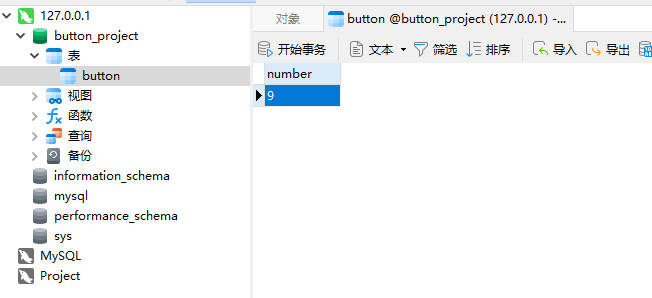 127.0.0.1
button_project
表
button
视图
函数
查询
备份
information_schema
mysql
performance_schema
sys
MySQL
Project
对象
button @button_project (127.0.0.1) -...
开始事务
文本
筛选
排序
导入
导出
number
9